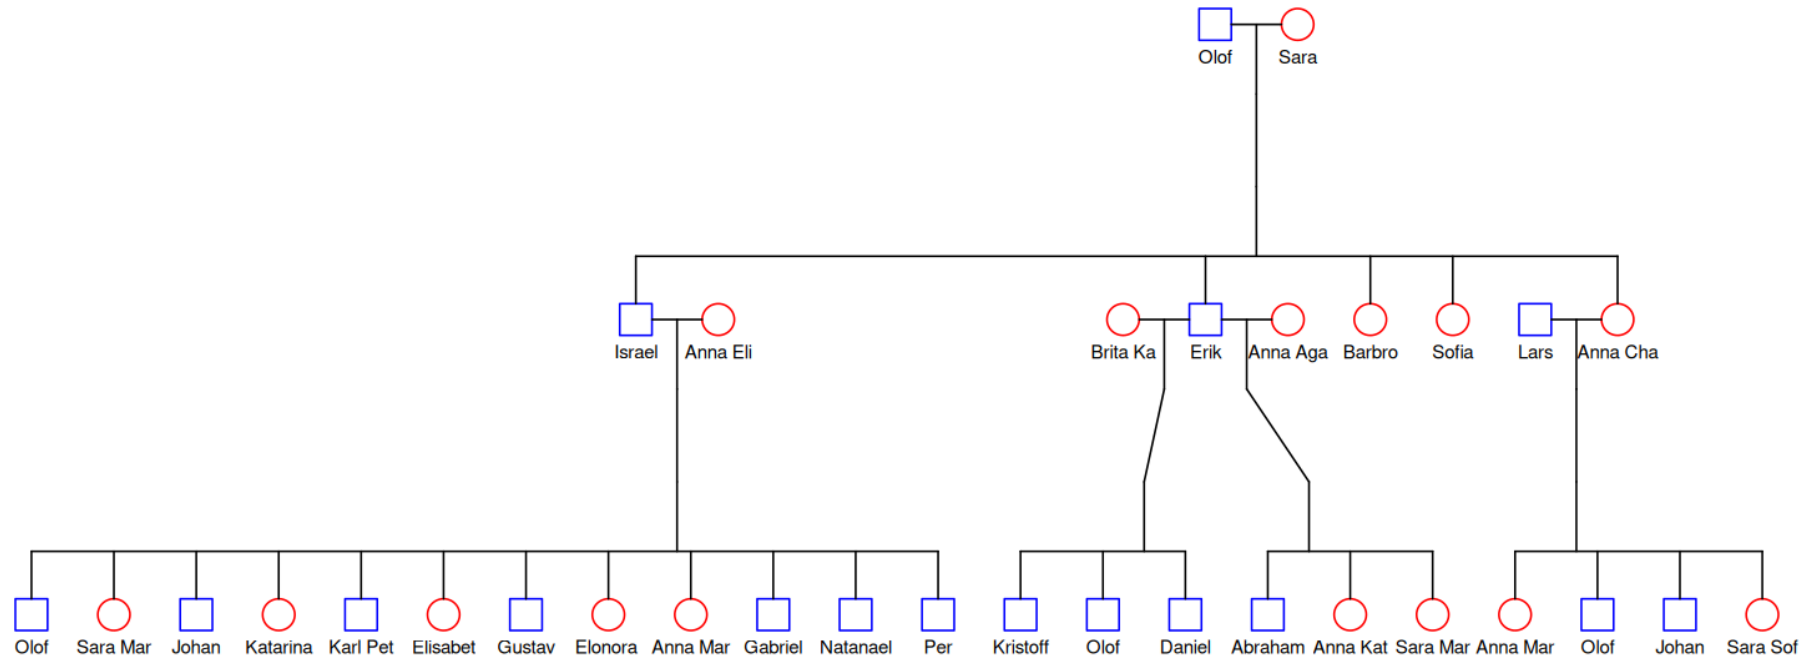 Olof Sara
Israel Anna Eli Brita Ka Erik Anna Aga Barbro Sofia Lars Anna Cha
Olof Sara Mar Johan Katarina Karl Pet Elisabet Gustav Elonora Anna Mar Gabriel Natanael Per Kristoff Olof Daniel Abraham Anna Kat Sara Mar Anna Mar Olof Johan Sara Sof